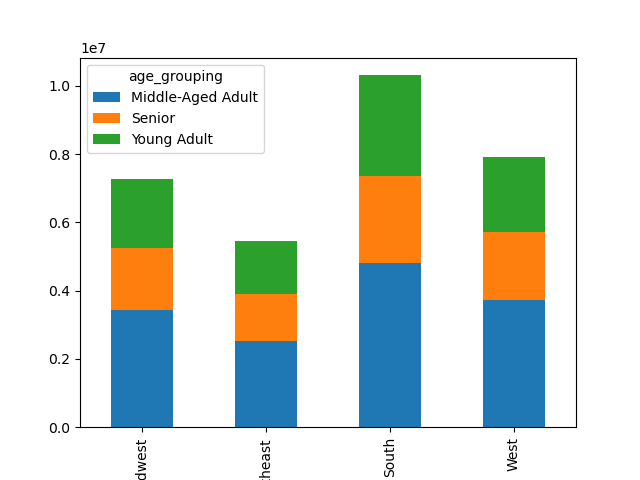 1e7
1.0
0.8
0.6
0.4
0.2
0.0
age_grouping
Middle-Aged Adult
Senior
Young Adult
dwest
heast
South
West